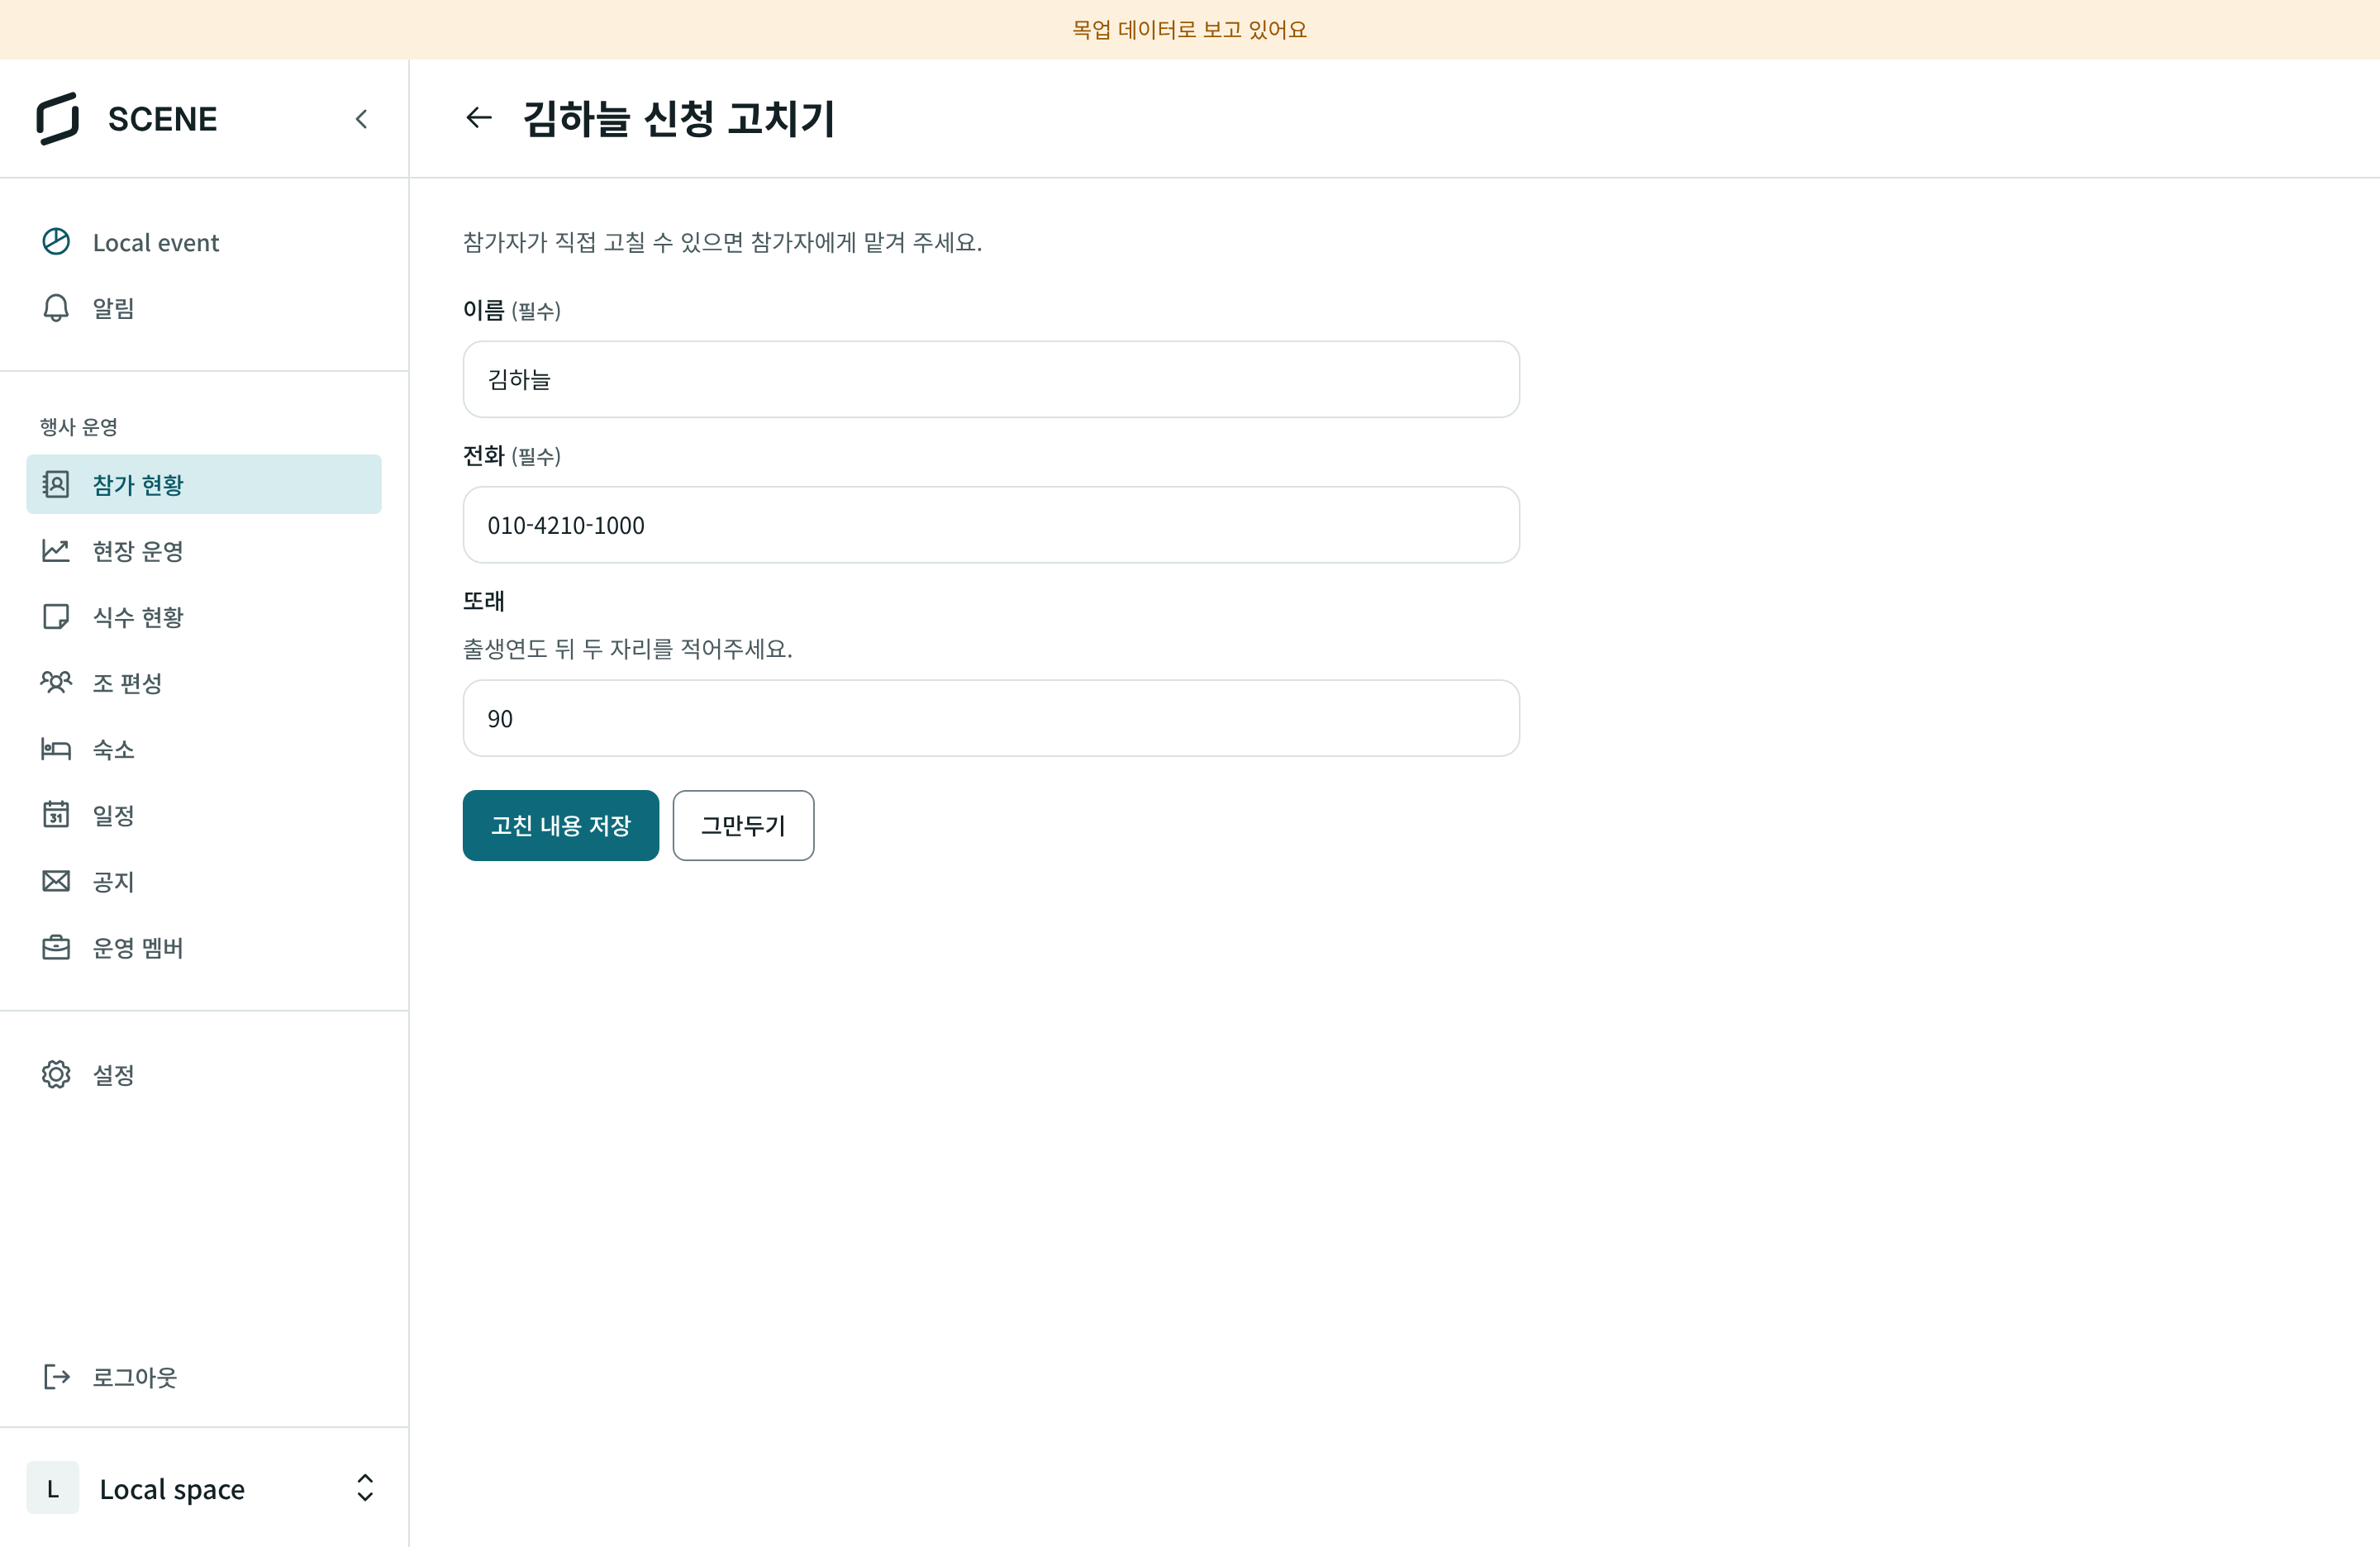 목업 데이터로 보고 있어요
SCENE
김하늘 신청 고치기
Local event
알림
행사 운영
참가 현황
현장 운영
식수 현황
조 편성
숙소
31
일정
공지
운영 멤버
설정
로그아웃
L
Local space
참가자가 직접 고칠 수 있으면 참가자에게 맡겨 주세요.
이름 (필수)
김하늘
전화 (필수)
010-4210-1000
또래
출생연도 뒤 두 자리를 적어주세요.
90
고친 내용 저장
그만두기